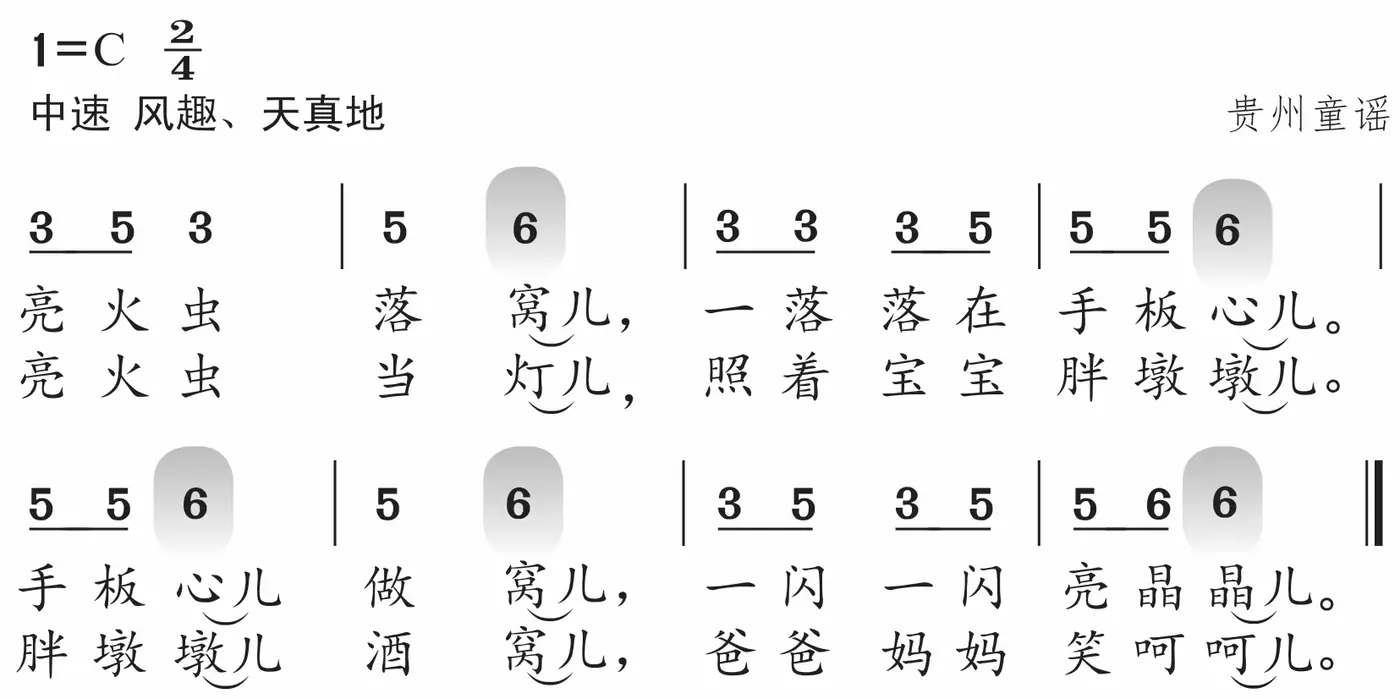 1=C 2/4
中速 风趣、天真地 贵州童谣
3 5 3 | 5 6 | 3 3 3 5 | 5 5 6 |
亮火虫 落 窝儿，一落落在手板心儿。
亮火虫 当 灯儿，照着宝宝胖墩墩儿。
5 5 6 | 5 6 | 3 5 3 5 | 5 6 6 ‖
手板心儿 做 窝儿，一闪一闪亮晶晶儿。
胖墩墩儿 酒 窝儿，爸爸妈妈笑呵呵儿。